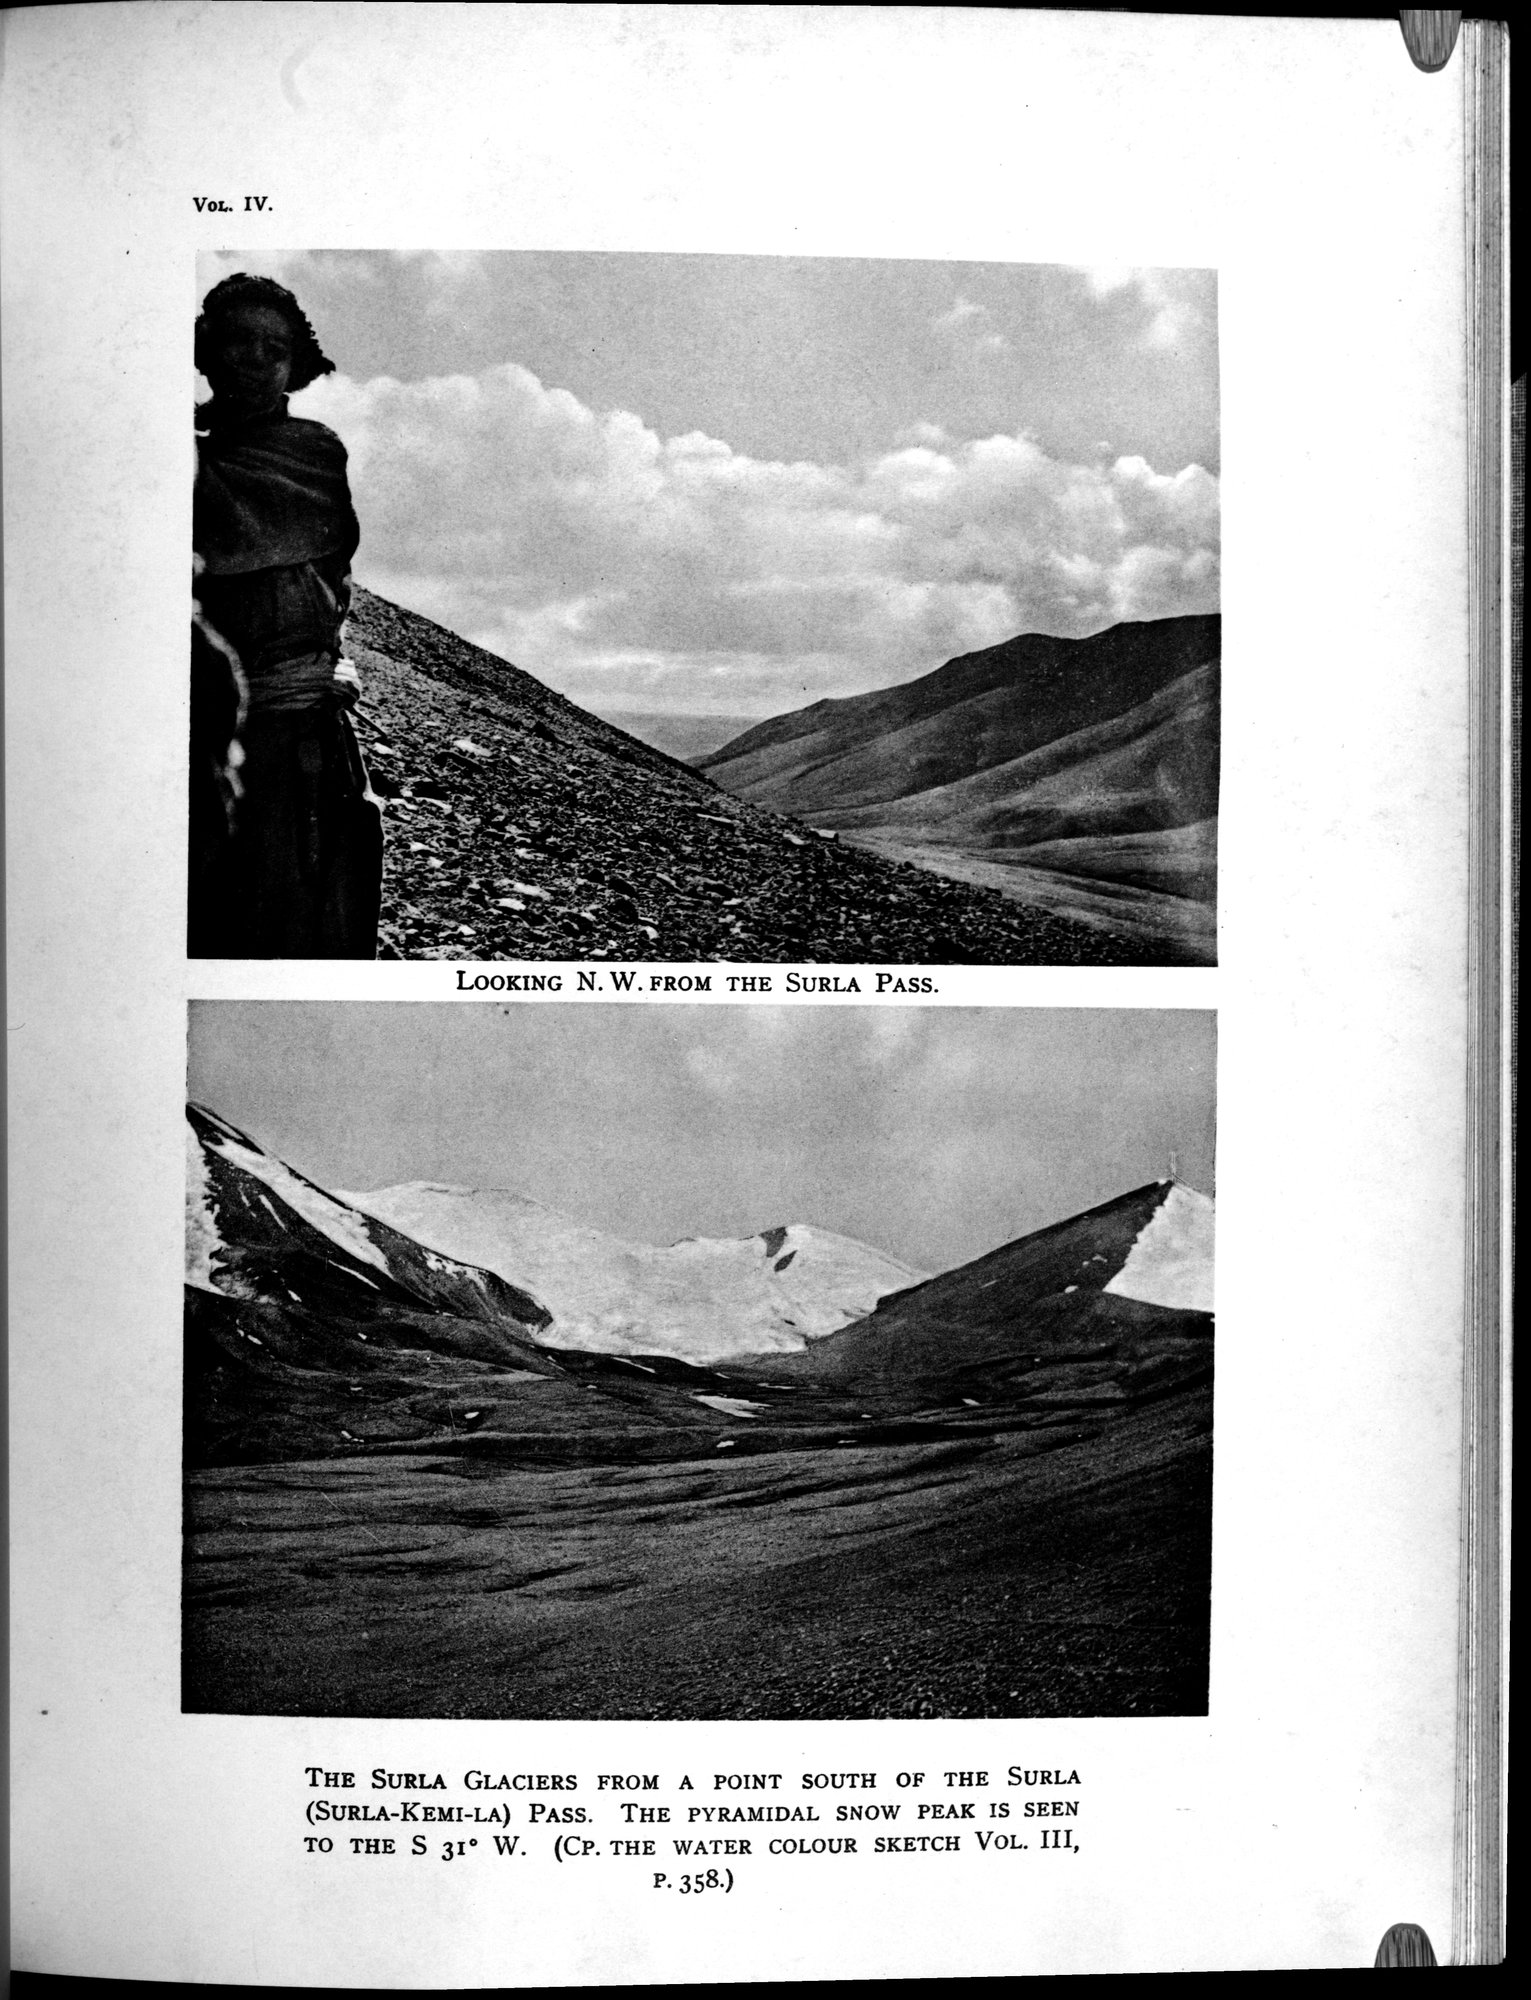 Vol. IV.
Looking N. W. from the Surla Pass.
The Surla Glaciers from a point south of the Surla
(Surla-Kemi-la) Pass. The pyramidal snow peak is seen
to the S 31° W. (Cp. the water colour sketch Vol. III,
p. 358.)